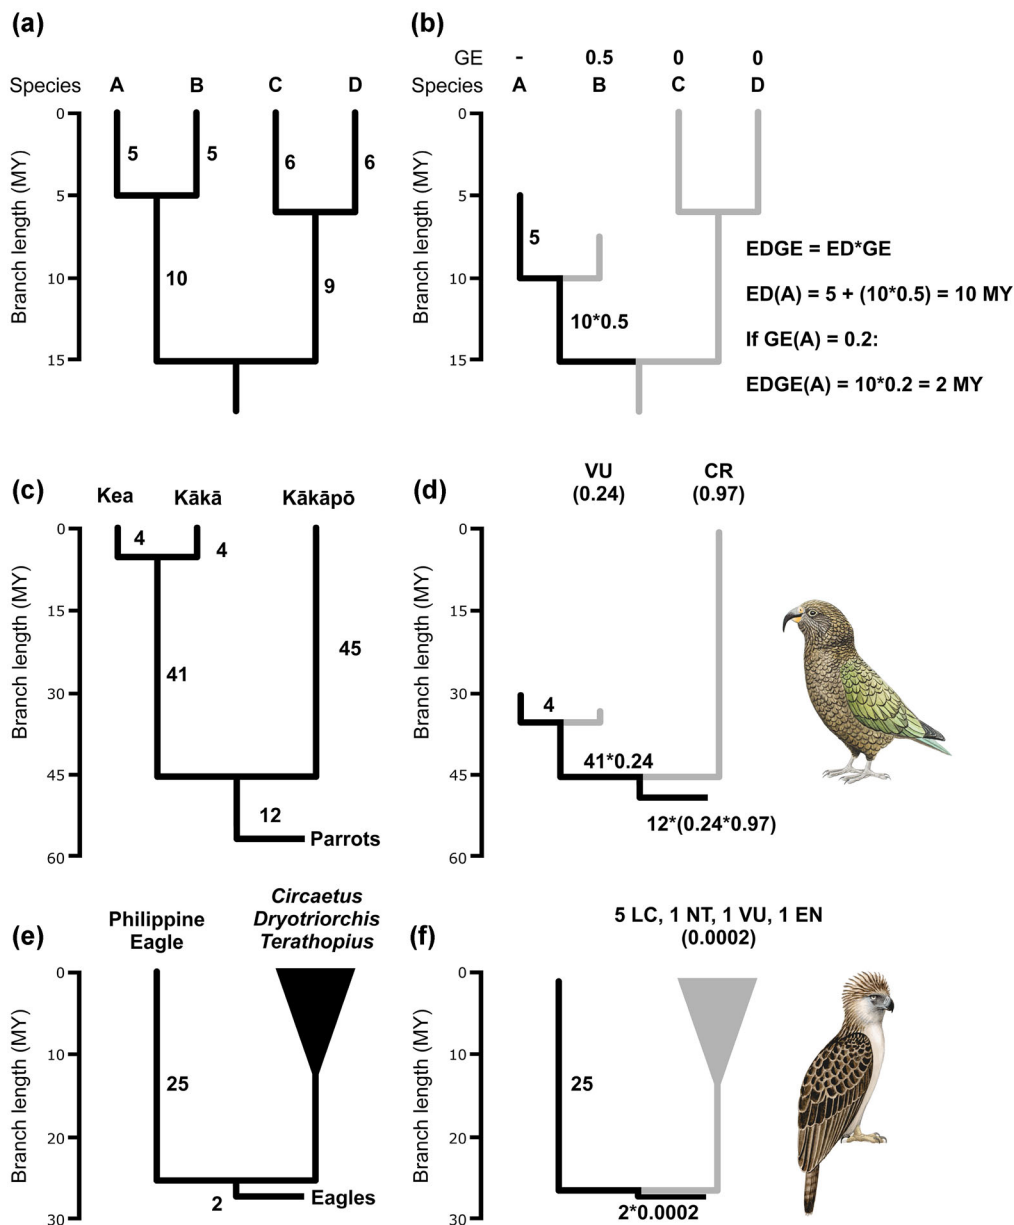 (a)
Species A B C D
Branch length (MY)
0
5
10
15
5 5 6 6
10
9
(b)
GE - 0.5 0 0
Species A B C D
Branch length (MY)
0
5
10
15
5
10*0.5
EDGE = ED*GE
ED(A) = 5 + (10*0.5) = 10 MY
If GE(A) = 0.2:
EDGE(A) = 10*0.2 = 2 MY
(c)
Kea Kākā Kākāpō
Branch length (MY)
0
15
30
45
60
4 4
45
41
12
Parrots
(d)
VU CR
(0.24) (0.97)
Branch length (MY)
0
15
30
45
60
4
41*0.24
12*(0.24*0.97)
(e)
Philippine
Eagle
Circaetus
Dryotriorchis
Terathopius
Branch length (MY)
0
10
20
30
25
2
Eagles
(f)
5 LC, 1 NT, 1 VU, 1 EN
(0.0002)
Branch length (MY)
0
10
20
30
25
2*0.0002